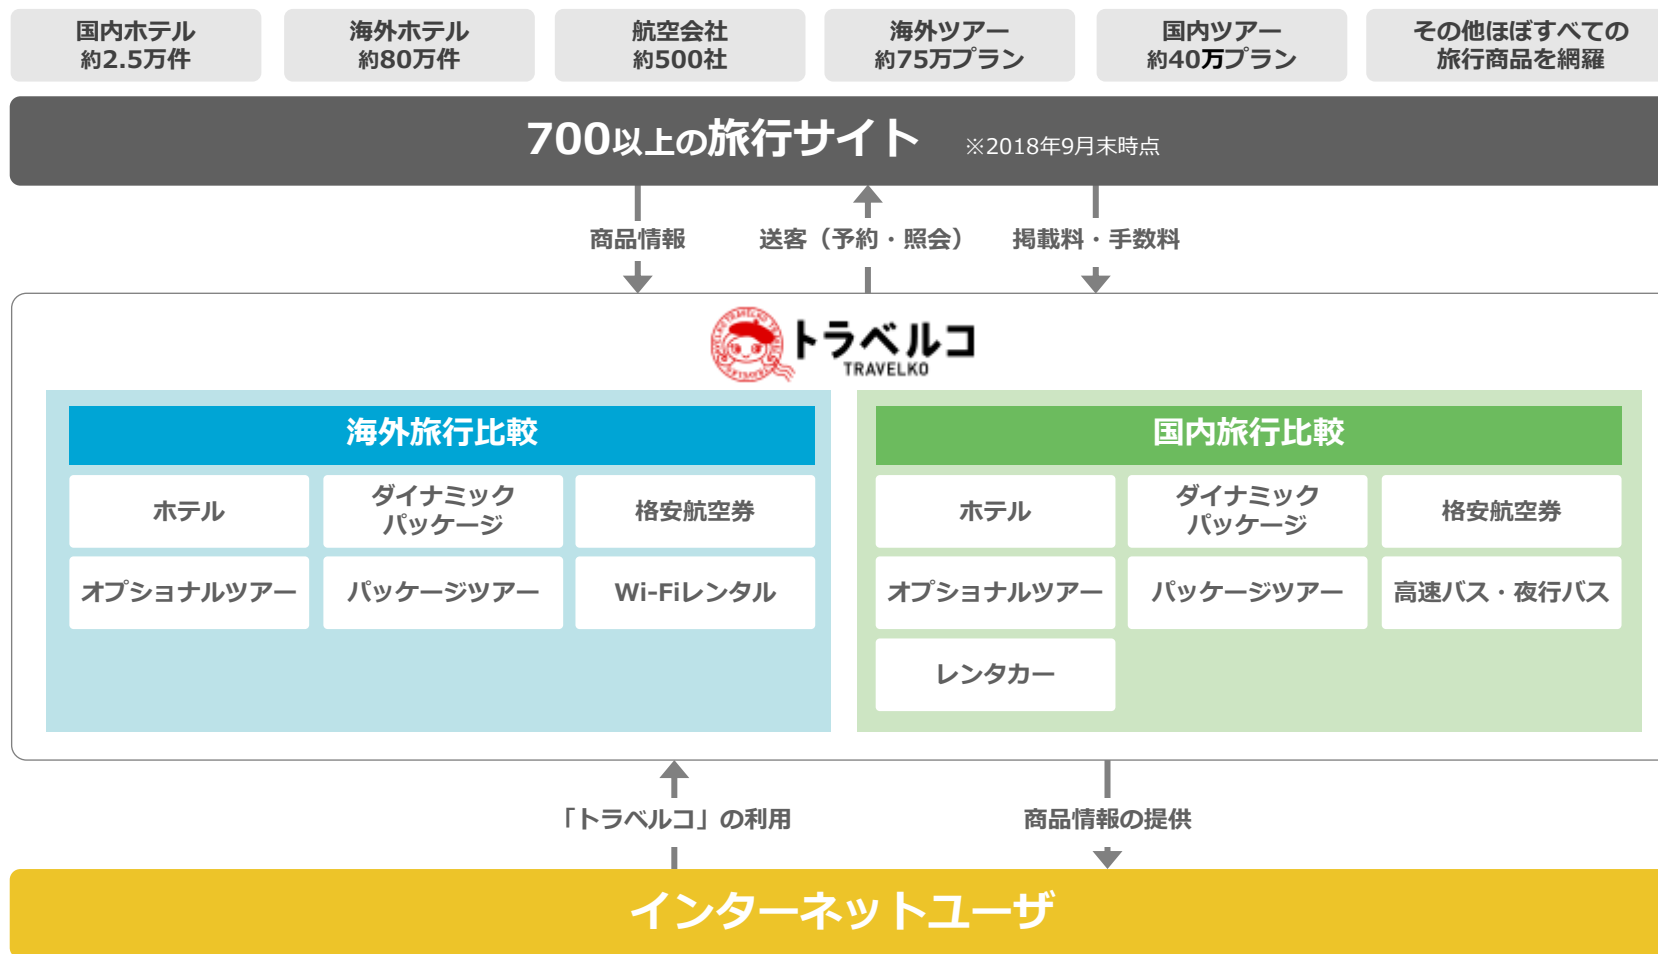 国内ホテル
約2.5万件
海外ホテル
約80万件
航空会社
約500社
海外ツアー
約75万プラン
国内ツアー
約40万プラン
その他ほぼすべての
旅行商品を網羅
700以上の旅行サイト ※2018年9月末時点
商品情報
送客（予約・照会）
掲載料・手数料
トラベルコ
TRAVELKO
海外旅行比較
ホテル
ダイナミック
パッケージ
格安航空券
オプショナルツアー
パッケージツアー
Wi-Fiレンタル
国内旅行比較
ホテル
ダイナミック
パッケージ
格安航空券
オプショナルツアー
パッケージツアー
高速バス・夜行バス
レンタカー
「トラベルコ」の利用
商品情報の提供
インターネットユーザ